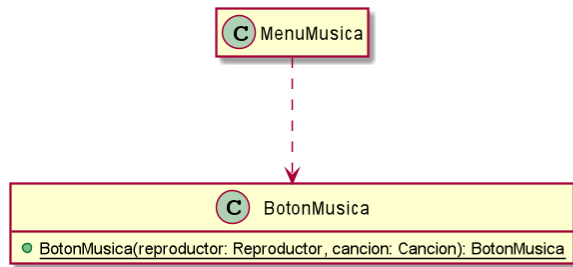 C MenuMusica
C BotonMusica
BotonMusica(reproductor: Reproductor, cancion: Cancion): BotonMusica